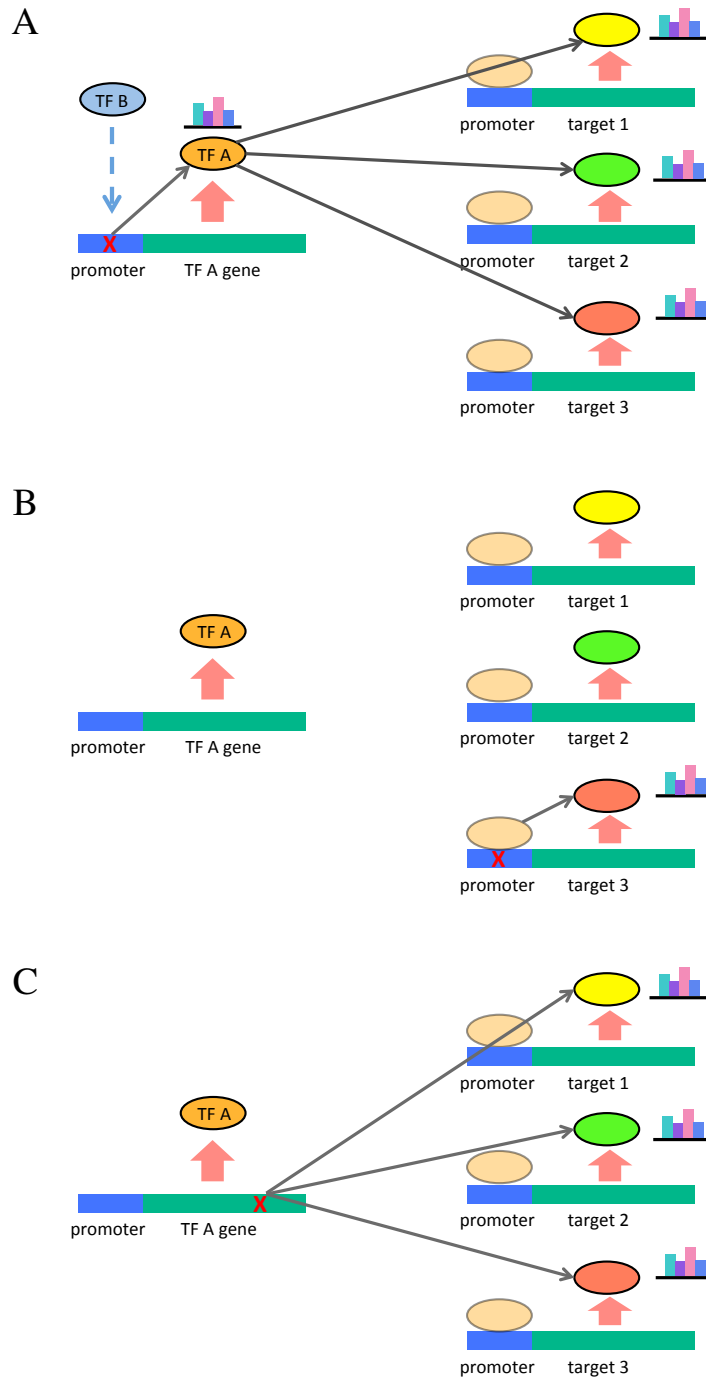 A
TF B
TF A
promoter
TF A gene
X
promoter target 1
promoter target 2
promoter target 3
B
TF A
promoter
TF A gene
promoter target 1
promoter target 2
X
promoter target 3
C
TF A
X
promoter
TF A gene
promoter target 1
promoter target 2
promoter target 3